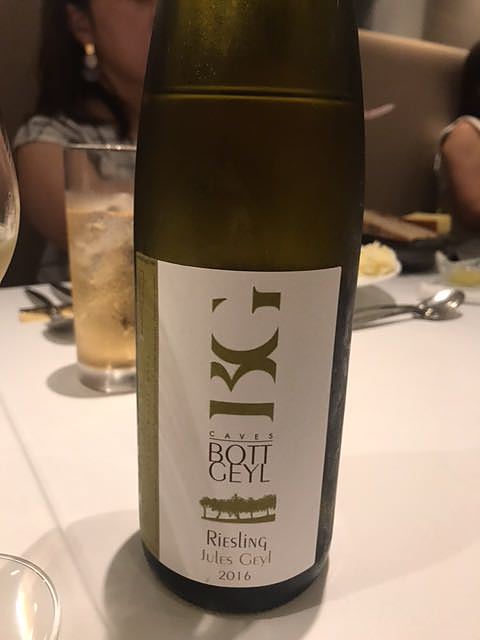 BG
CAVES
BOTT
GEYL
Riesling
Jules Geyl
2016